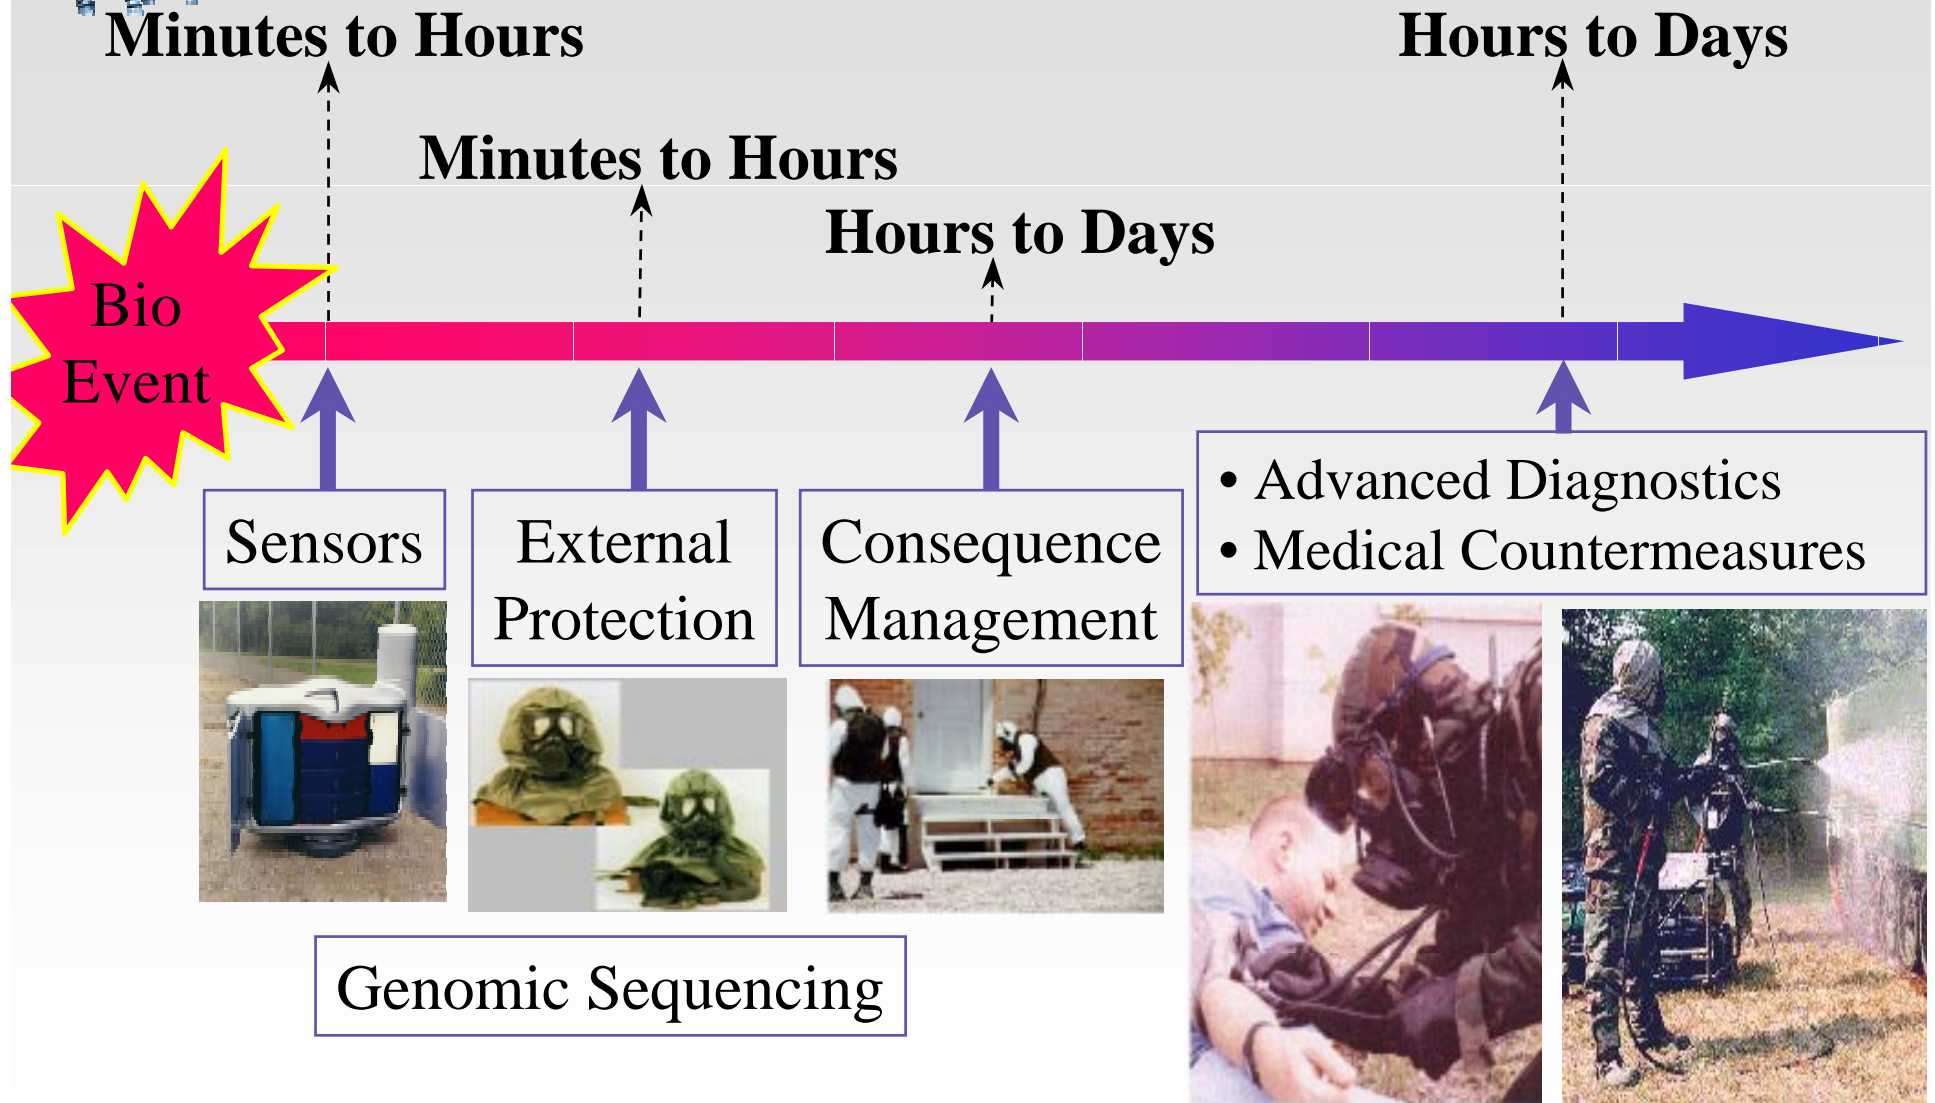 Minutes to Hours
Hours to Days
Minutes to Hours
Hours to Days
Bio
Event
Sensors
External
Protection
Consequence
Management
• Advanced Diagnostics
• Medical Countermeasures
Genomic Sequencing